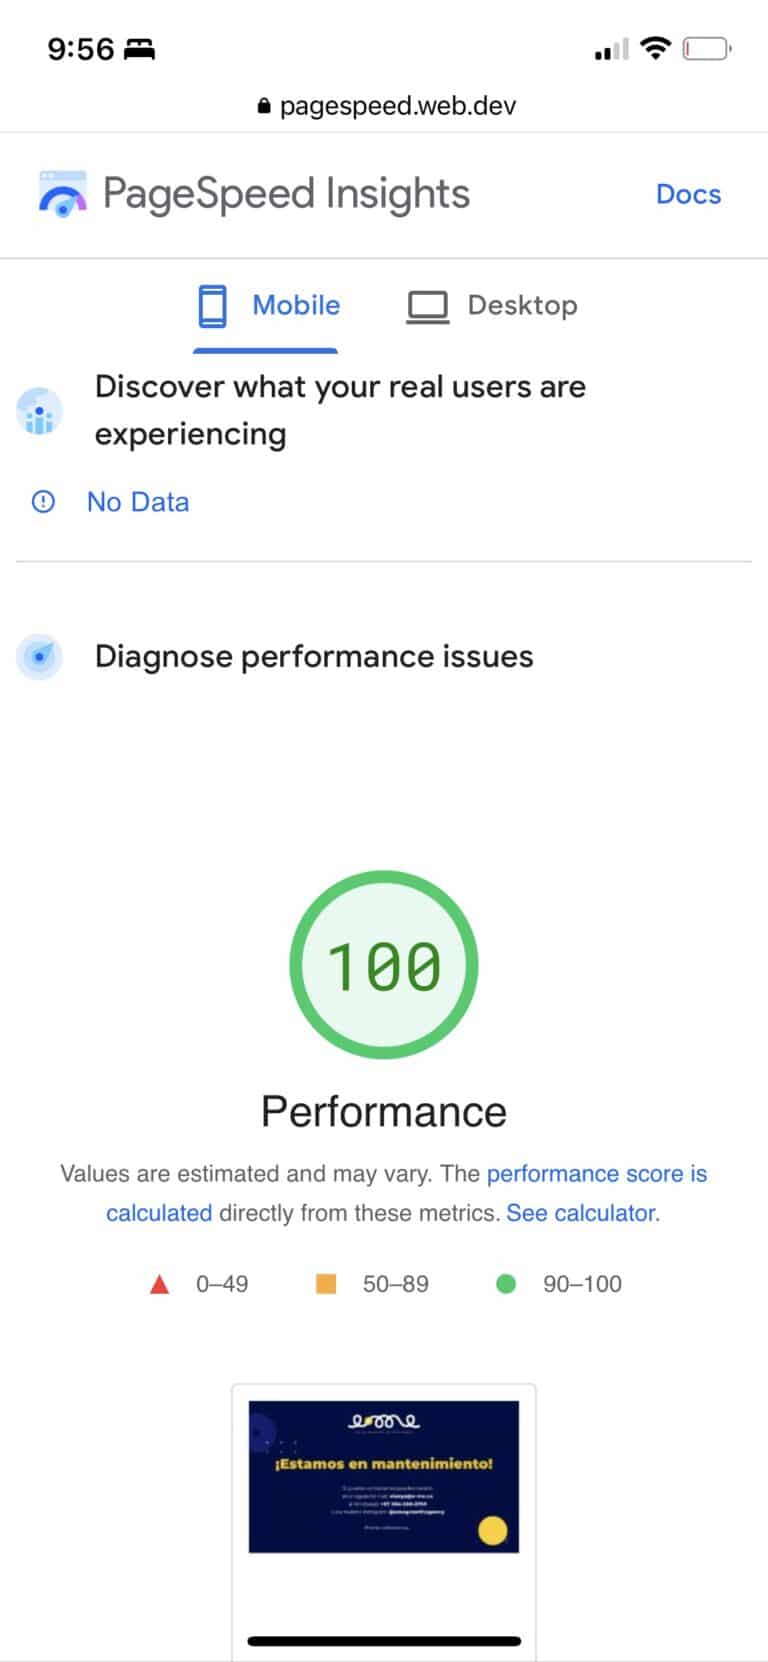 9:56
pagespeed.web.dev
PageSpeed Insights
Docs
Mobile
Desktop
Discover what your real users are
experiencing
No Data
Diagnose performance issues
100
Performance
Values are estimated and may vary. The performance score is
calculated directly from these metrics. See calculator.
0–49
50–89
90–100
eme
¡Estamos en mantenimiento!